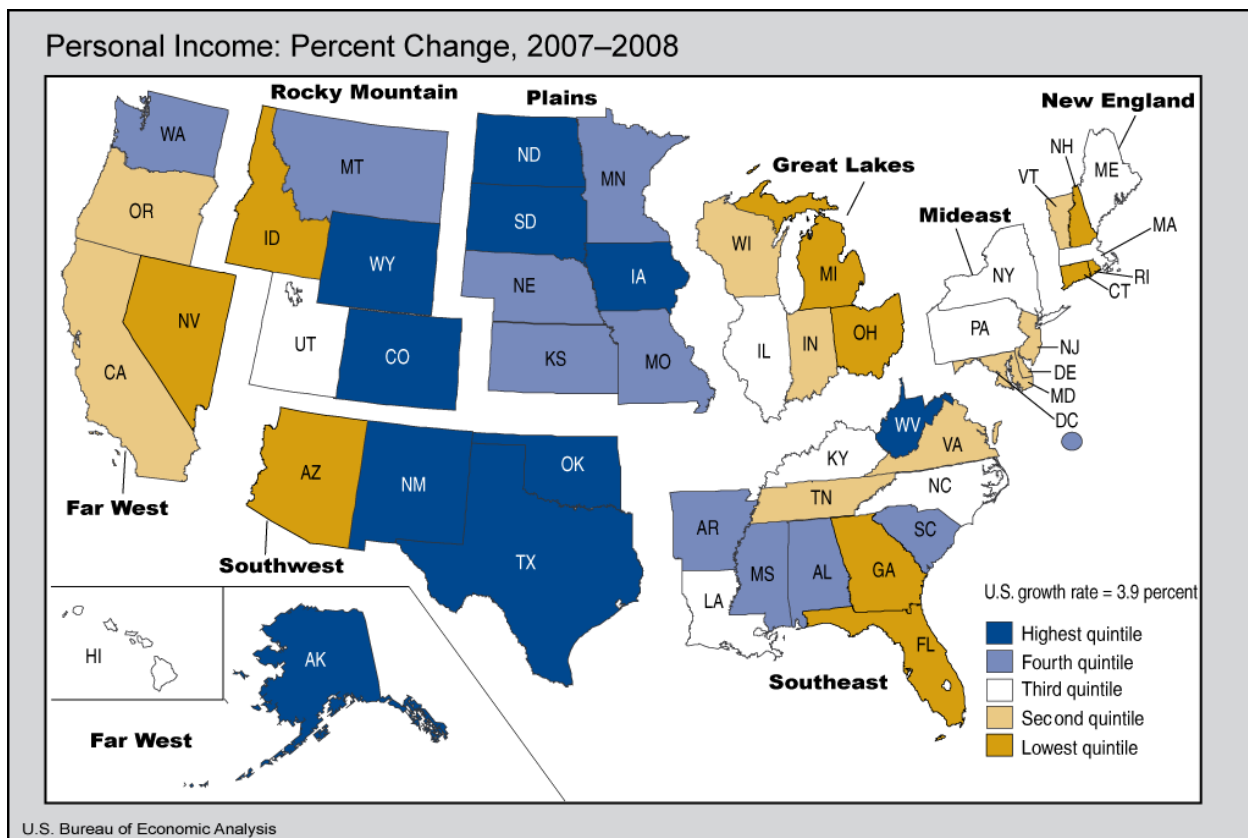 Personal Income: Percent Change, 2007–2008
Rocky Mountain
Plains
New England
WA
MT
ND
MN
Great Lakes
NH
ME
VT
OR
ID
SD
WI
Mideast
MA
WY
IA
MI
NY
RI
CT
NE
NV
UT
CO
KS
MO
IL
IN
OH
PA
NJ
DE
MD
DC
CA
WV
VA
KY
AZ
NM
OK
TN
NC
Far West
AR
SC
Southwest
TX
MS
AL
GA
LA
U.S. growth rate = 3.9 percent
Highest quintile
Fourth quintile
Third quintile
Second quintile
Lowest quintile
FL
HI
AK
Southeast
Far West
U.S. Bureau of Economic Analysis